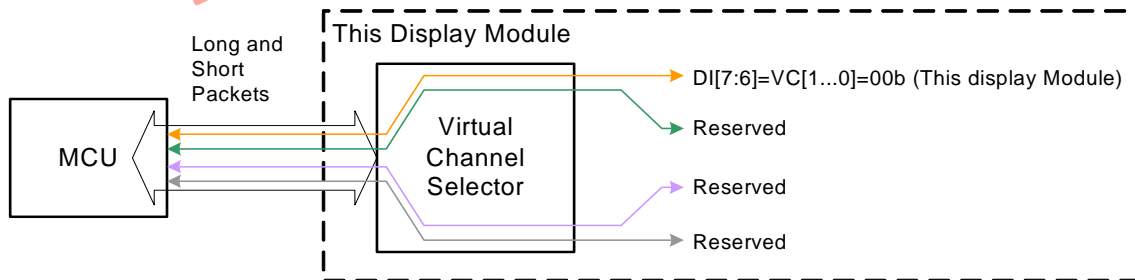 This Display Module
Long and
Short
Packets
DI[7:6]=VC[1...0]=00b (This display Module)
MCU
Virtual
Channel
Selector
Reserved
Reserved
Reserved